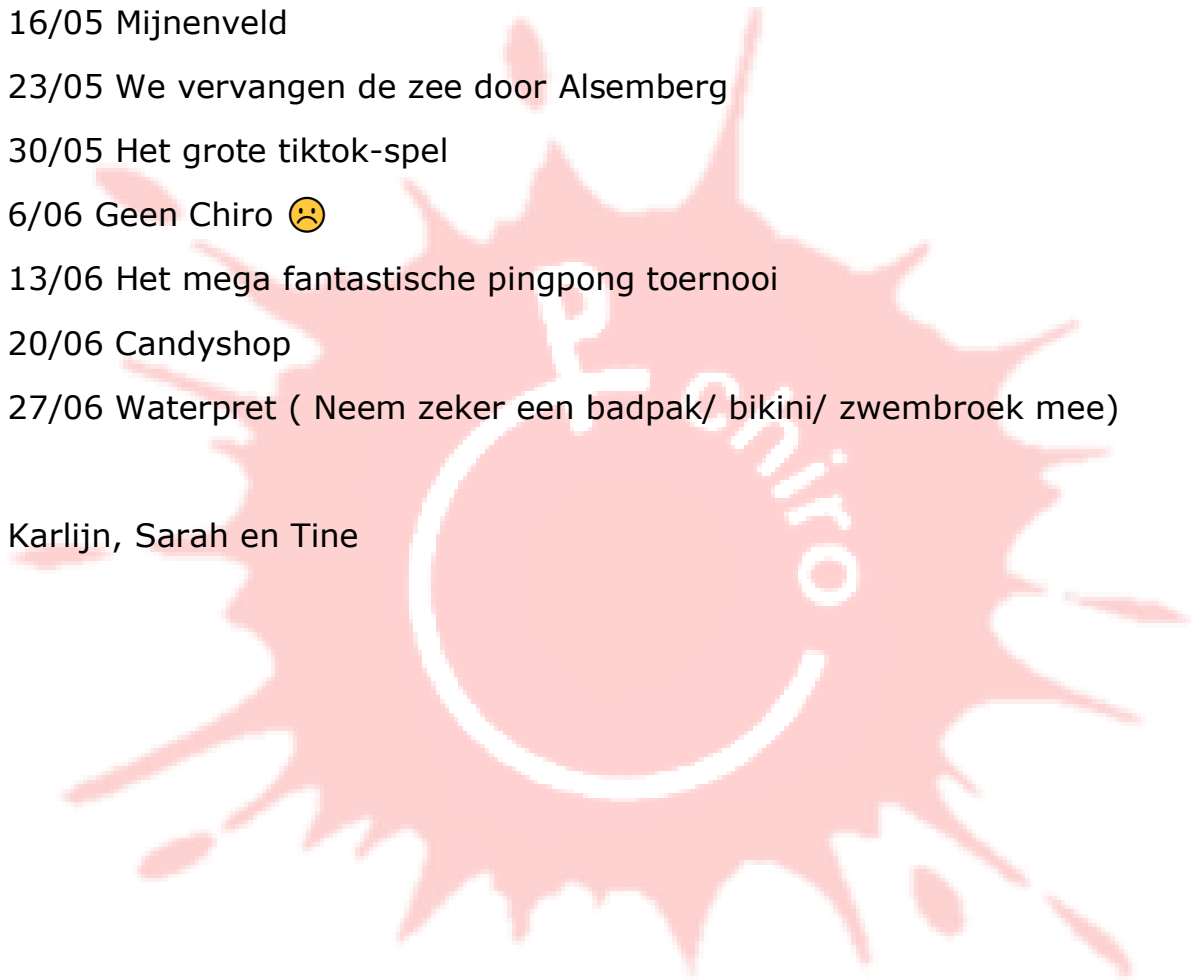 16/05 Mijnenveld
23/05 We vervangen de zee door Alsemberg
30/05 Het grote tiktok-spel
6/06 Geen Chiro ☹
13/06 Het mega fantastische pingpong toernooi
20/06 Candyshop
27/06 Waterpret ( Neem zeker een badpak/ bikini/ zwembroek mee)
Karlijn, Sarah en Tine
chiro